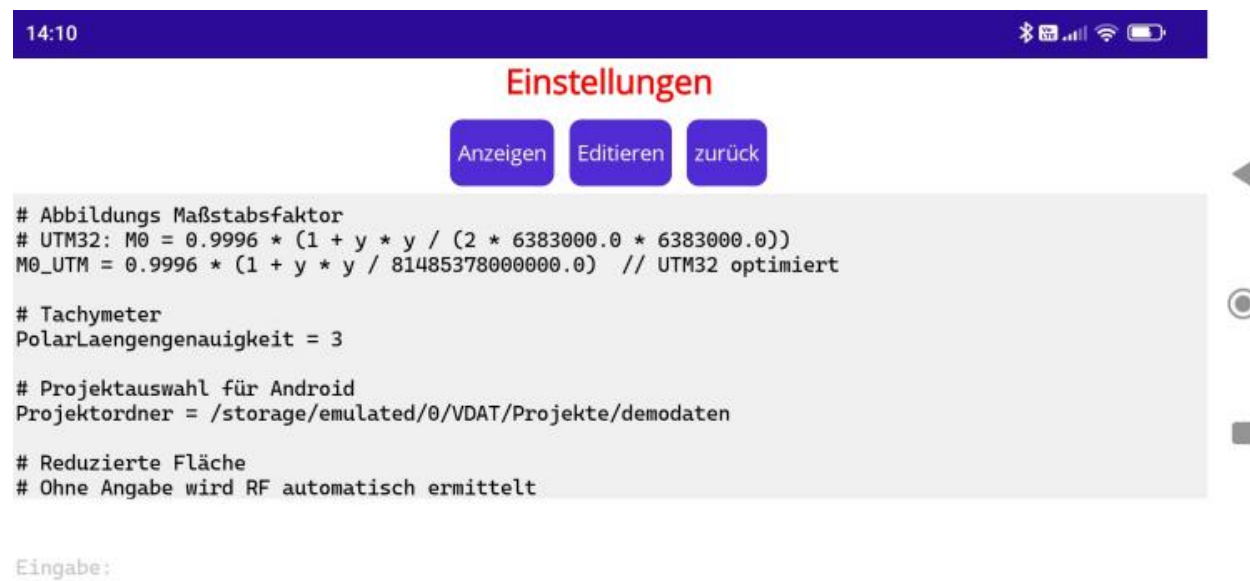 14:10
Einstellungen
Anzeigen Editieren zurück
# Abbildungs Maßstabsfaktor
# UTM32: M0 = 0.9996 * (1 + y * y / (2 * 6383000.0 * 6383000.0))
M0_UTM = 0.9996 * (1 + y * y / 81485378000000.0)  // UTM32 optimiert
# Tachymeter
PolarLaengengenauigkeit = 3
# Projektauswahl für Android
Projektordner = /storage/emulated/0/VDAT/Projekte/demodaten
# Reduzierte Fläche
# Ohne Angabe wird RF automatisch ermittelt
Eingabe: